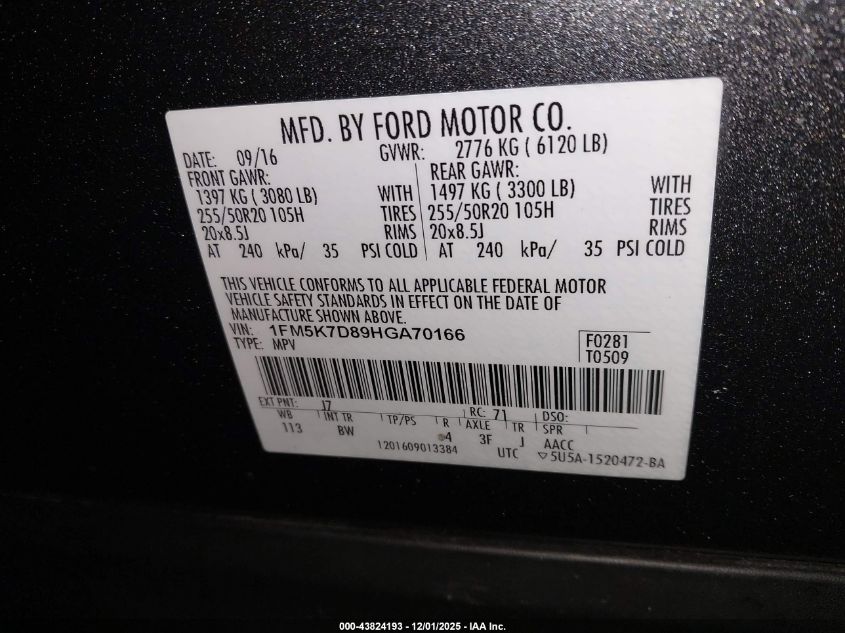 MFD. BY FORD MOTOR CO.
DATE: 09/16 GVWR: 2776 KG ( 6120 LB)
FRONT GAWR: REAR GAWR:
1397 KG ( 3080 LB) WITH 1497 KG ( 3300 LB) WITH
255/50R20 105H TIRES 255/50R20 105H TIRES
20x8.5J RIMS 20x8.5J RIMS
AT 240 kPa/ 35 PSI COLD AT 240 kPa/ 35 PSI COLD
THIS VEHICLE CONFORMS TO ALL APPLICABLE FEDERAL MOTOR
VEHICLE SAFETY STANDARDS IN EFFECT ON THE DATE OF
MANUFACTURE SHOWN ABOVE.
VIN: 1FM5K7D89HGA70166
TYPE: MPV
F0281
T0509
EXT PNT: J7 RC: 71 DSO:
WB INT TR TP/PS R AXLE TR SPR
113 BW 4 3F J AACC
1201609013384 UTC ▽5U5A-1520472-BA
000-43824193 - 12/01/2025 - IAA Inc.